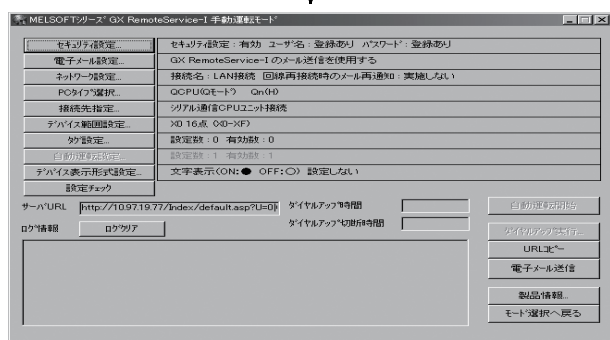 MELSOFTシリーズ GX RemoteService-I 手動運転モード
セキュリティ設定... セキュリティ設定：有効 ユーザ名：登録あり パスワード：登録あり
電子メール設定... GX RemoteService-I のメール送信を使用する
ネットワーク設定... 接続名：LAN接続 回線再接続時のメール再通知：実施しない
PCタイプ選択... QCPU(Qモード) Qn(H)
接続先指定... シリアル通信CPUユニット接続
デバイス範囲設定... X0 16点 (X0-XF)
タグ設定... 設定数：0 有効数：0
自動運転設定... 設定数：1 有効数：1
デバイス表示形式設定... 文字表示(ON:● OFF:○) 設定しない
設定チェック
サーバURL http://10.97.19.77/Index/default.asp?U=0 ダイヤルアップ時間 自動運転開始
ログ情報 ログクリア ダイヤルアップ切断時間 ダイヤルアップ実行...
URLコピー
電子メール送信
製品情報...
モード選択へ戻る